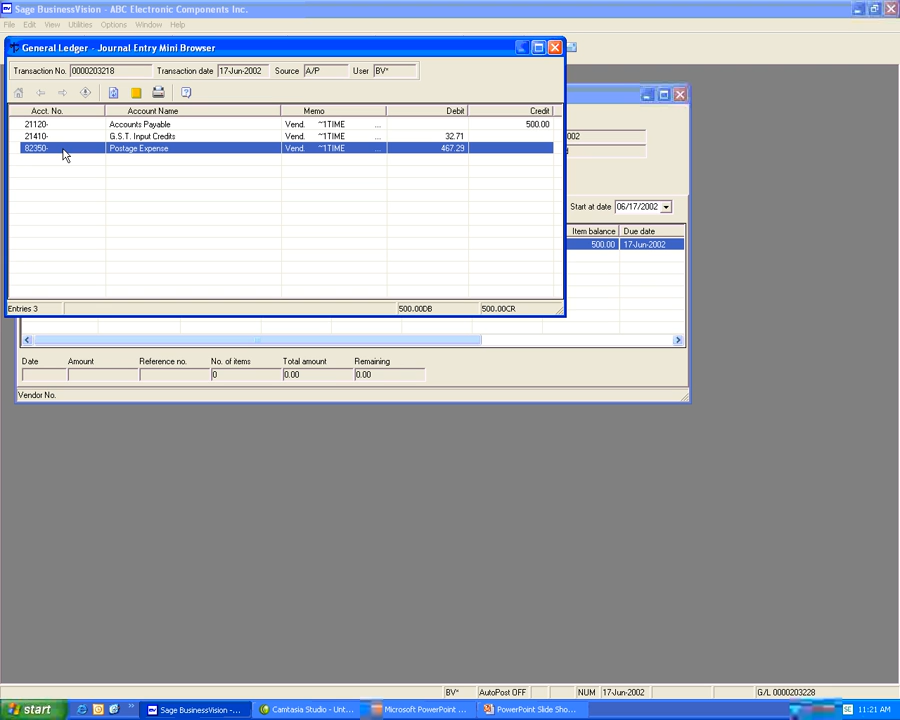 Sage BusinessVision - ABC Electronic Components Inc.
File Edit View Utilities Options Window Help
General Ledger - Journal Entry Mini Browser
Transaction No. 0000203218 Transaction date 17-Jun-2002 Source A/P User BV*
Acct. No. Account Name Memo Debit Credit
21120- Accounts Payable Vend. ~1TIME ... 500.00
21410- G.S.T. Input Credits Vend. ~1TIME ... 32.71
82350- Postage Expense Vend. ~1TIME ... 467.29
Entries 3 500.00DB 500.00CR
002
Start at date 06/17/2002
Item balance Due date
500.00 17-Jun-2002
Date Amount Reference no. No. of items Total amount Remaining
0 0.00 0.00
Vendor No.
BV* AutoPost OFF NUM 17-Jun-2002 G/L 0000203228
start Sage BusinessVision -... Camtasia Studio - Unt... Microsoft PowerPoint ... PowerPoint Slide Sho... SE 11:21 AM